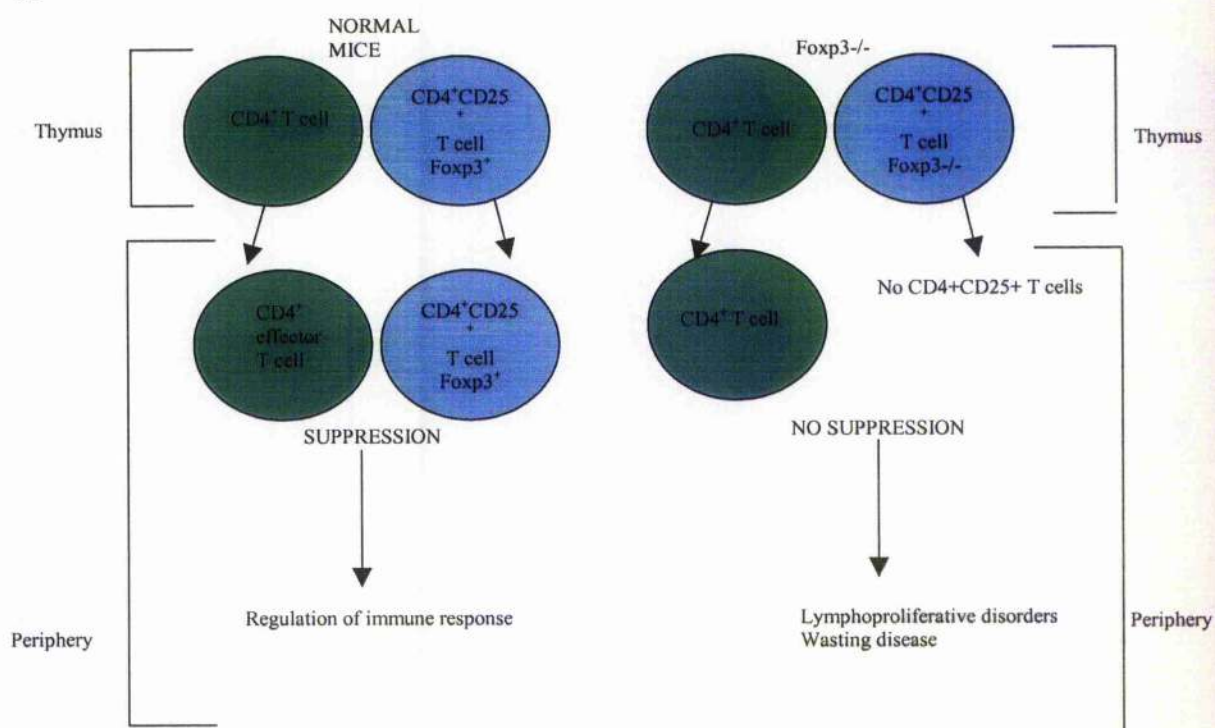 NORMAL
MICE
Foxp3-/-
Thymus
CD4⁺ T cell
CD4⁺CD25
+
T cell
Foxp3⁺
CD4⁺ T cell
CD4⁺CD25
+
T cell
Foxp3-/-
Thymus
CD4⁺
effector
T cell
CD4⁺CD25
+
T cell
Foxp3⁺
CD4⁺ T cell
No CD4+CD25+ T cells
SUPPRESSION
NO SUPPRESSION
Regulation of immune response
Lymphoproliferative disorders
Wasting disease
Periphery
Periphery